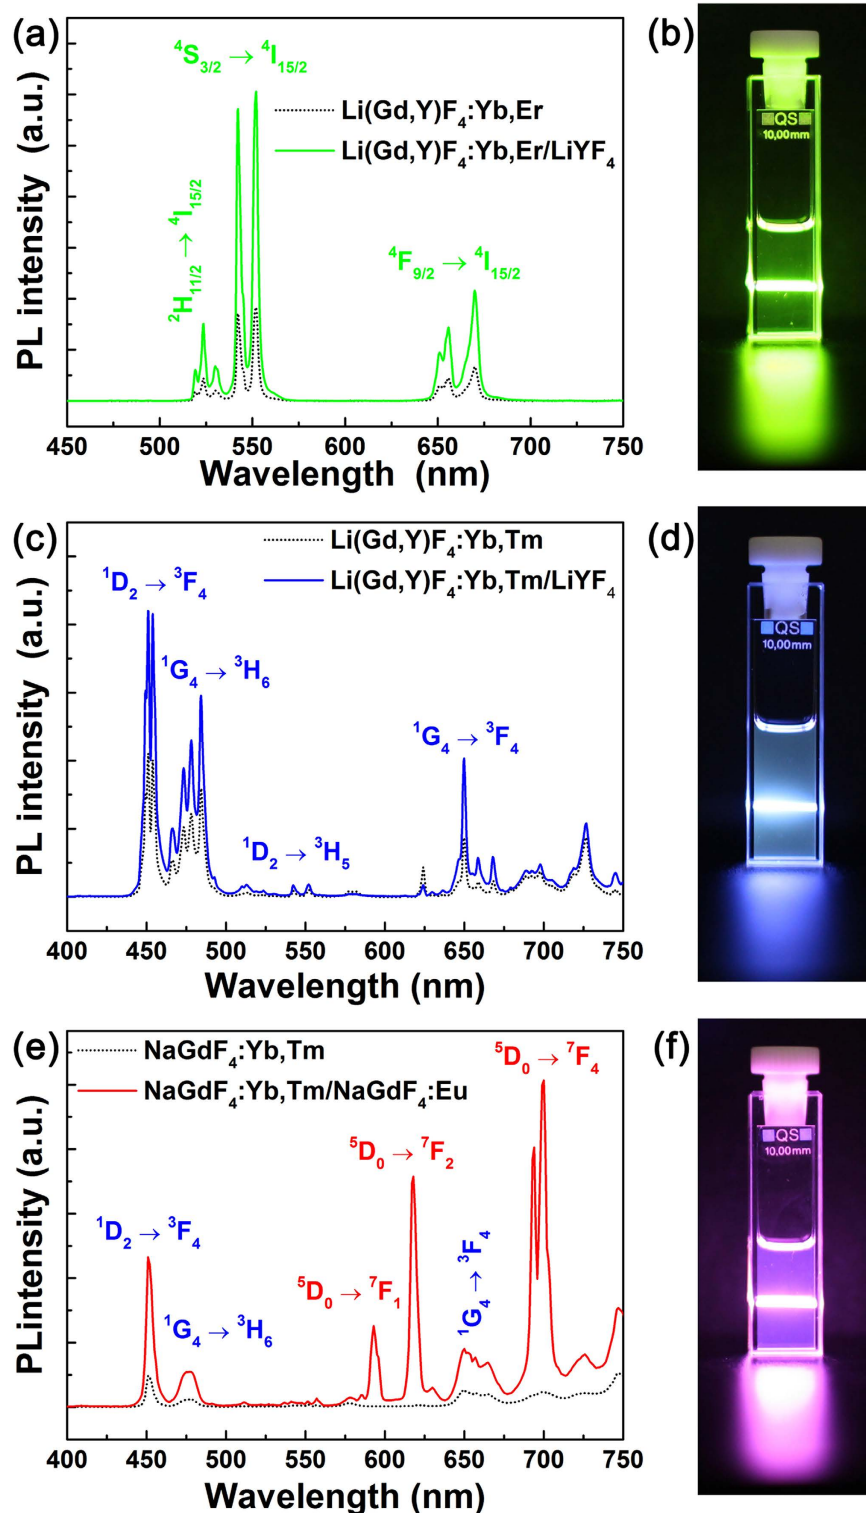 (a)
⁴S₃/₂ → ⁴I₁₅/₂
Li(Gd,Y)F₄:Yb,Er
Li(Gd,Y)F₄:Yb,Er/LiYF₄
²H₁₁/₂ → ⁴I₁₅/₂
⁴F₉/₂ → ⁴I₁₅/₂
PL intensity (a.u.)
450 500 550 600 650 700 750
Wavelength (nm)
(b)
QS
10,00mm
(c)
Li(Gd,Y)F₄:Yb,Tm
Li(Gd,Y)F₄:Yb,Tm/LiYF₄
¹D₂ → ³F₄
¹G₄ → ³H₆
¹G₄ → ³F₄
¹D₂ → ³H₅
PL intensity (a.u.)
400 450 500 550 600 650 700 750
Wavelength (nm)
(d)
QS
10,00mm
(e)
NaGdF₄:Yb,Tm
NaGdF₄:Yb,Tm/NaGdF₄:Eu
⁵D₀ → ⁷F₄
⁵D₀ → ⁷F₂
¹D₂ → ³F₄
¹G₄ → ³H₆
⁵D₀ → ⁷F₁
¹G₄ → ³F₄
PLintensity (a.u.)
400 450 500 550 600 650 700 750
Wavelength (nm)
(f)
QS
10,00mm